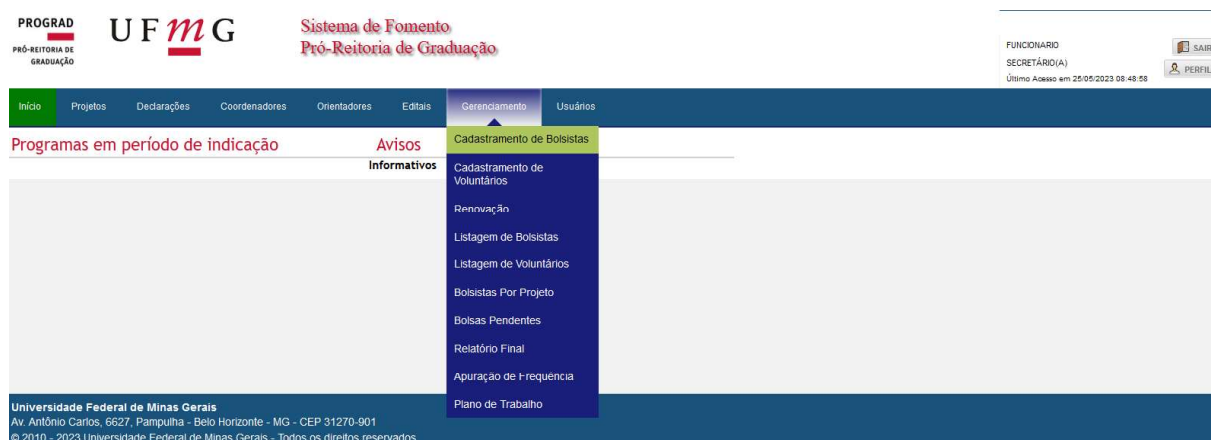 PROGRAD
PRÓ-REITORIA DE
GRADUAÇÃO
UFmG
Sistema de Fomento
Pró-Reitoria de Graduação
FUNCIONARIO
SECRETÁRIO(A)
Último Acesso em 25/05/2023 08:48:58
SAIR
PERFIL
Início Projetos Declarações Coordenadores Orientadores Editais Gerenciamento Usuários
Programas em período de indicação
Avisos
Informativos
Cadastramento de Bolsistas
Cadastramento de
Voluntários
Renovação
Listagem de Bolsistas
Listagem de Voluntários
Bolsistas Por Projeto
Bolsas Pendentes
Relatório Final
Apuração de Frequência
Plano de Trabalho
Universidade Federal de Minas Gerais
Av. Antônio Carlos, 6627, Pampulha - Belo Horizonte - MG - CEP 31270-901
© 2010 - 2023 Universidade Federal de Minas Gerais - Todos os direitos reservados